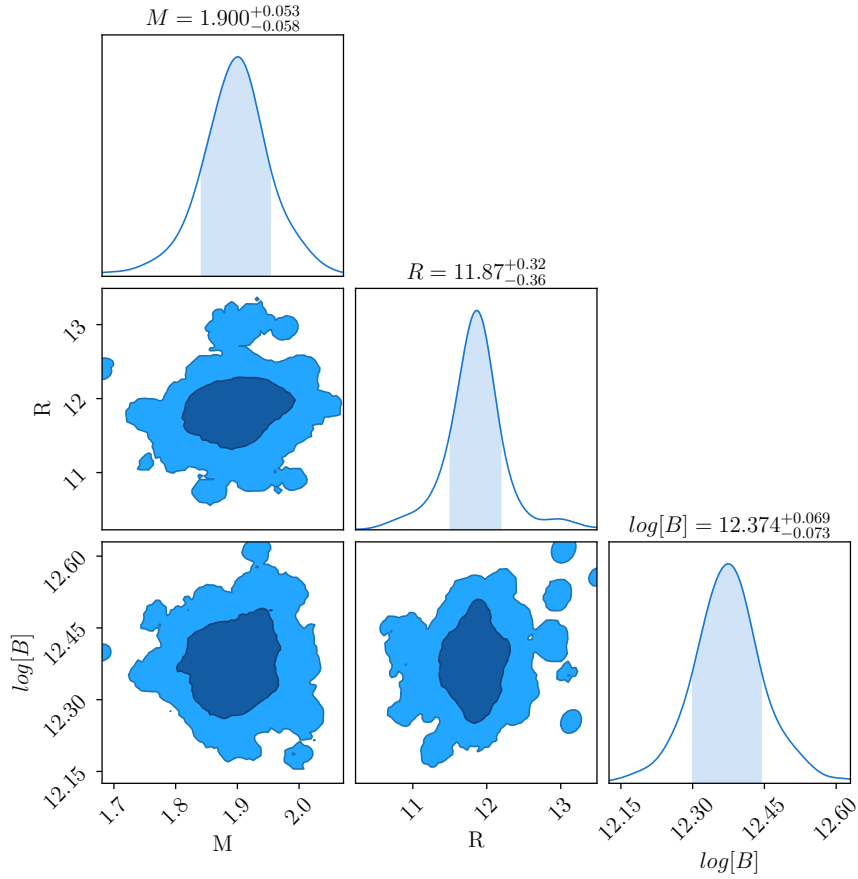 M = 1.900^{+0.053}_{-0.058}
R = 11.87^{+0.32}_{-0.36}
13
12
11
R
log[B] = 12.374^{+0.069}_{-0.073}
12.60
12.45
12.30
12.15
log[B]
1.7 1.8 1.9 2.0
M
11 12 13
R
12.15 12.30 12.45 12.60
log[B]